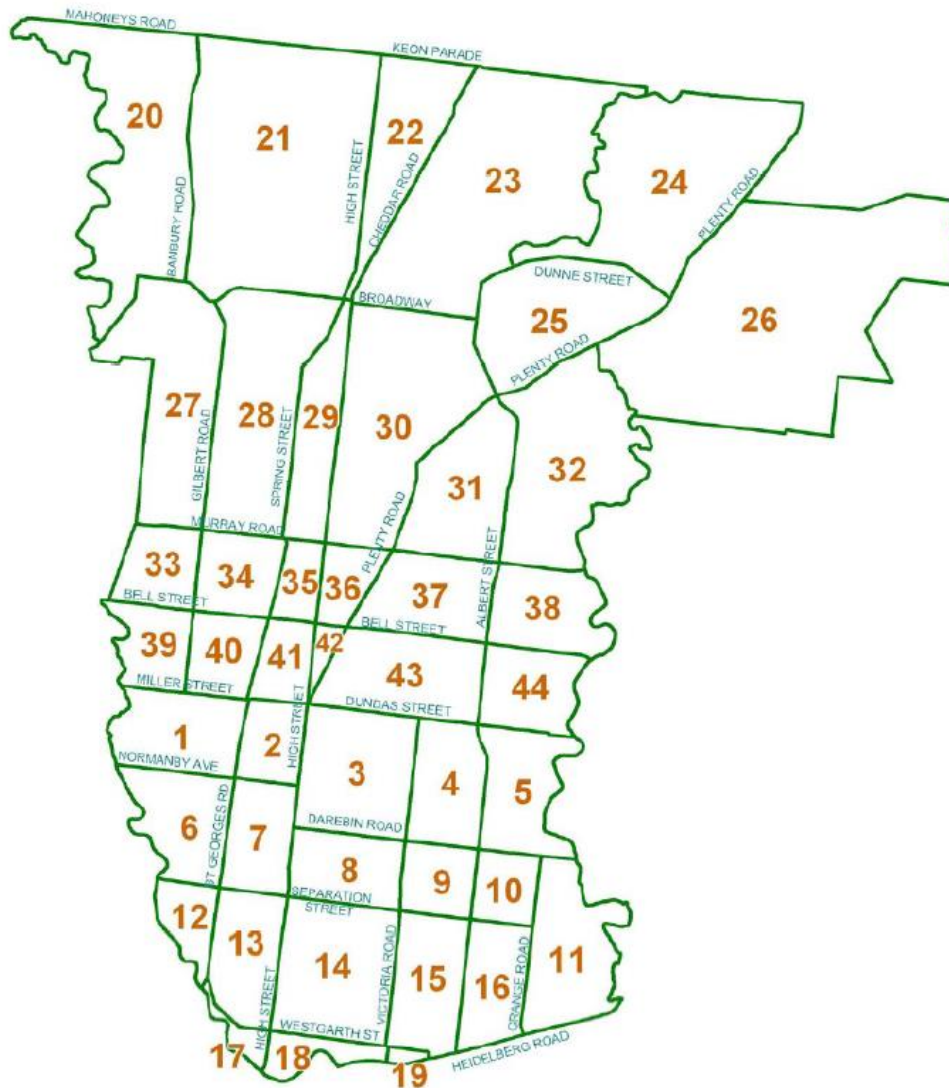 MAHONEYS ROAD
KEON PARADE
20
21
22
23
24
HIGH STREET
CHEDDAR ROAD
BANBURY ROAD
PLENTY ROAD
DUNNE STREET
BROADWAY
25
26
PLENTY ROAD
27
28
29
30
31
32
GILBERT ROAD
SPRING STREET
PLENTY ROAD
MURRAY ROAD
ALBERT STREET
33
34
35
36
37
38
BELL STREET
BELL STREET
39
40
41
42
43
44
MILLER STREET
DUNDAS STREET
HIGH STREET
1
2
3
4
5
NORMANBY AVE
ST GEORGES RD
DAREBIN ROAD
6
7
8
9
10
SEPARATION
STREET
11
12
13
14
15
16
VICTORIA ROAD
GRANGE ROAD
HIGH STREET
WESTGARTH ST
HEIDELBERG ROAD
17
18
19